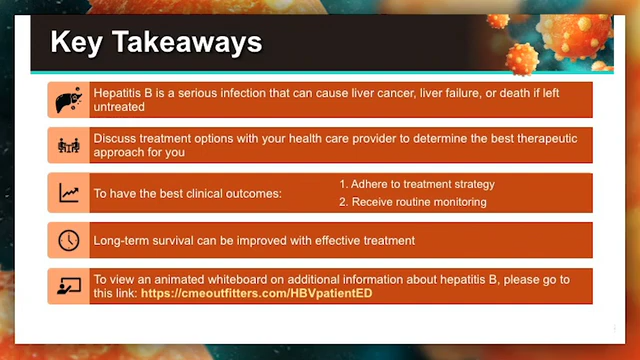 Key Takeaways
Hepatitis B is a serious infection that can cause liver cancer, liver failure, or death if left
untreated
Discuss treatment options with your health care provider to determine the best therapeutic
approach for you
To have the best clinical outcomes:
1. Adhere to treatment strategy
2. Receive routine monitoring
Long-term survival can be improved with effective treatment
To view an animated whiteboard on additional information about hepatitis B, please go to
this link: https://cmeoutfitters.com/HBVpatientED